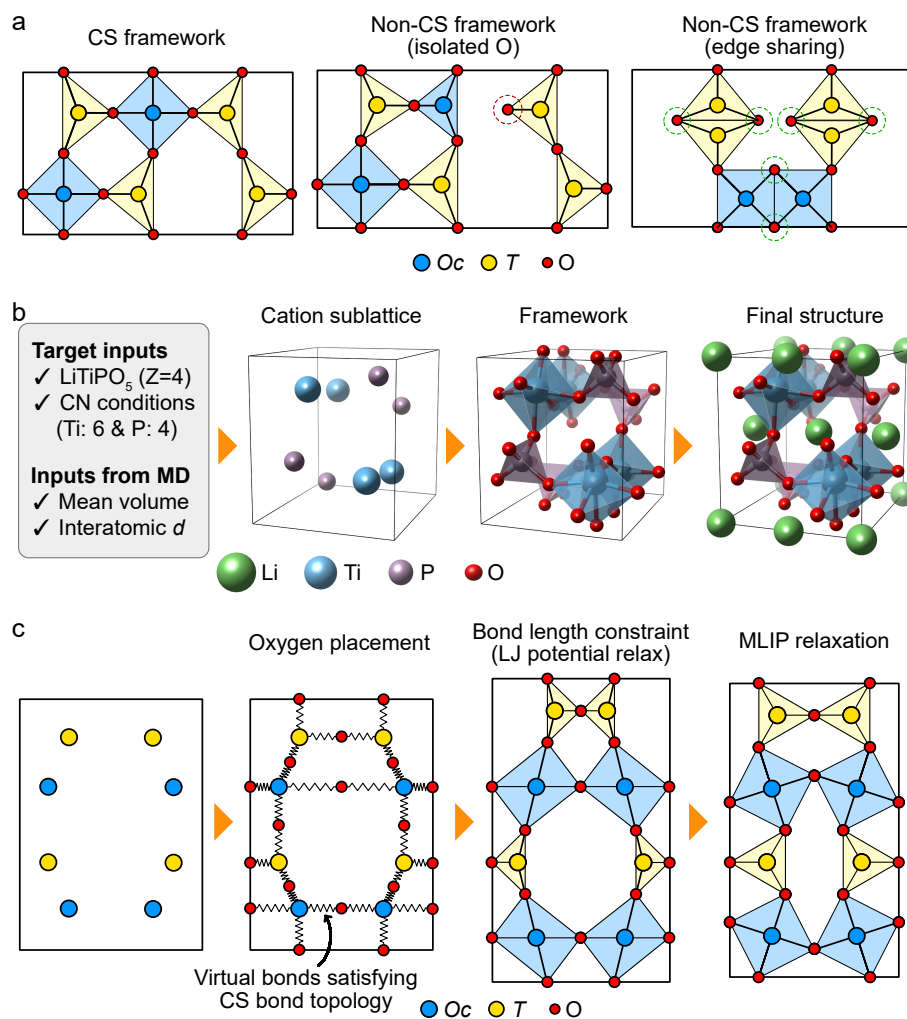 a
CS framework
Non-CS framework
(isolated O)
Non-CS framework
(edge sharing)
Oc T O
b
Target inputs
✓ LiTiPO5 (Z=4)
✓ CN conditions
(Ti: 6 & P: 4)
Inputs from MD
✓ Mean volume
✓ Interatomic d
Cation sublattice
Framework
Final structure
Li Ti P O
c
Oxygen placement
Bond length constraint
(LJ potential relax)
MLIP relaxation
Virtual bonds satisfying
CS bond topology
Oc T O